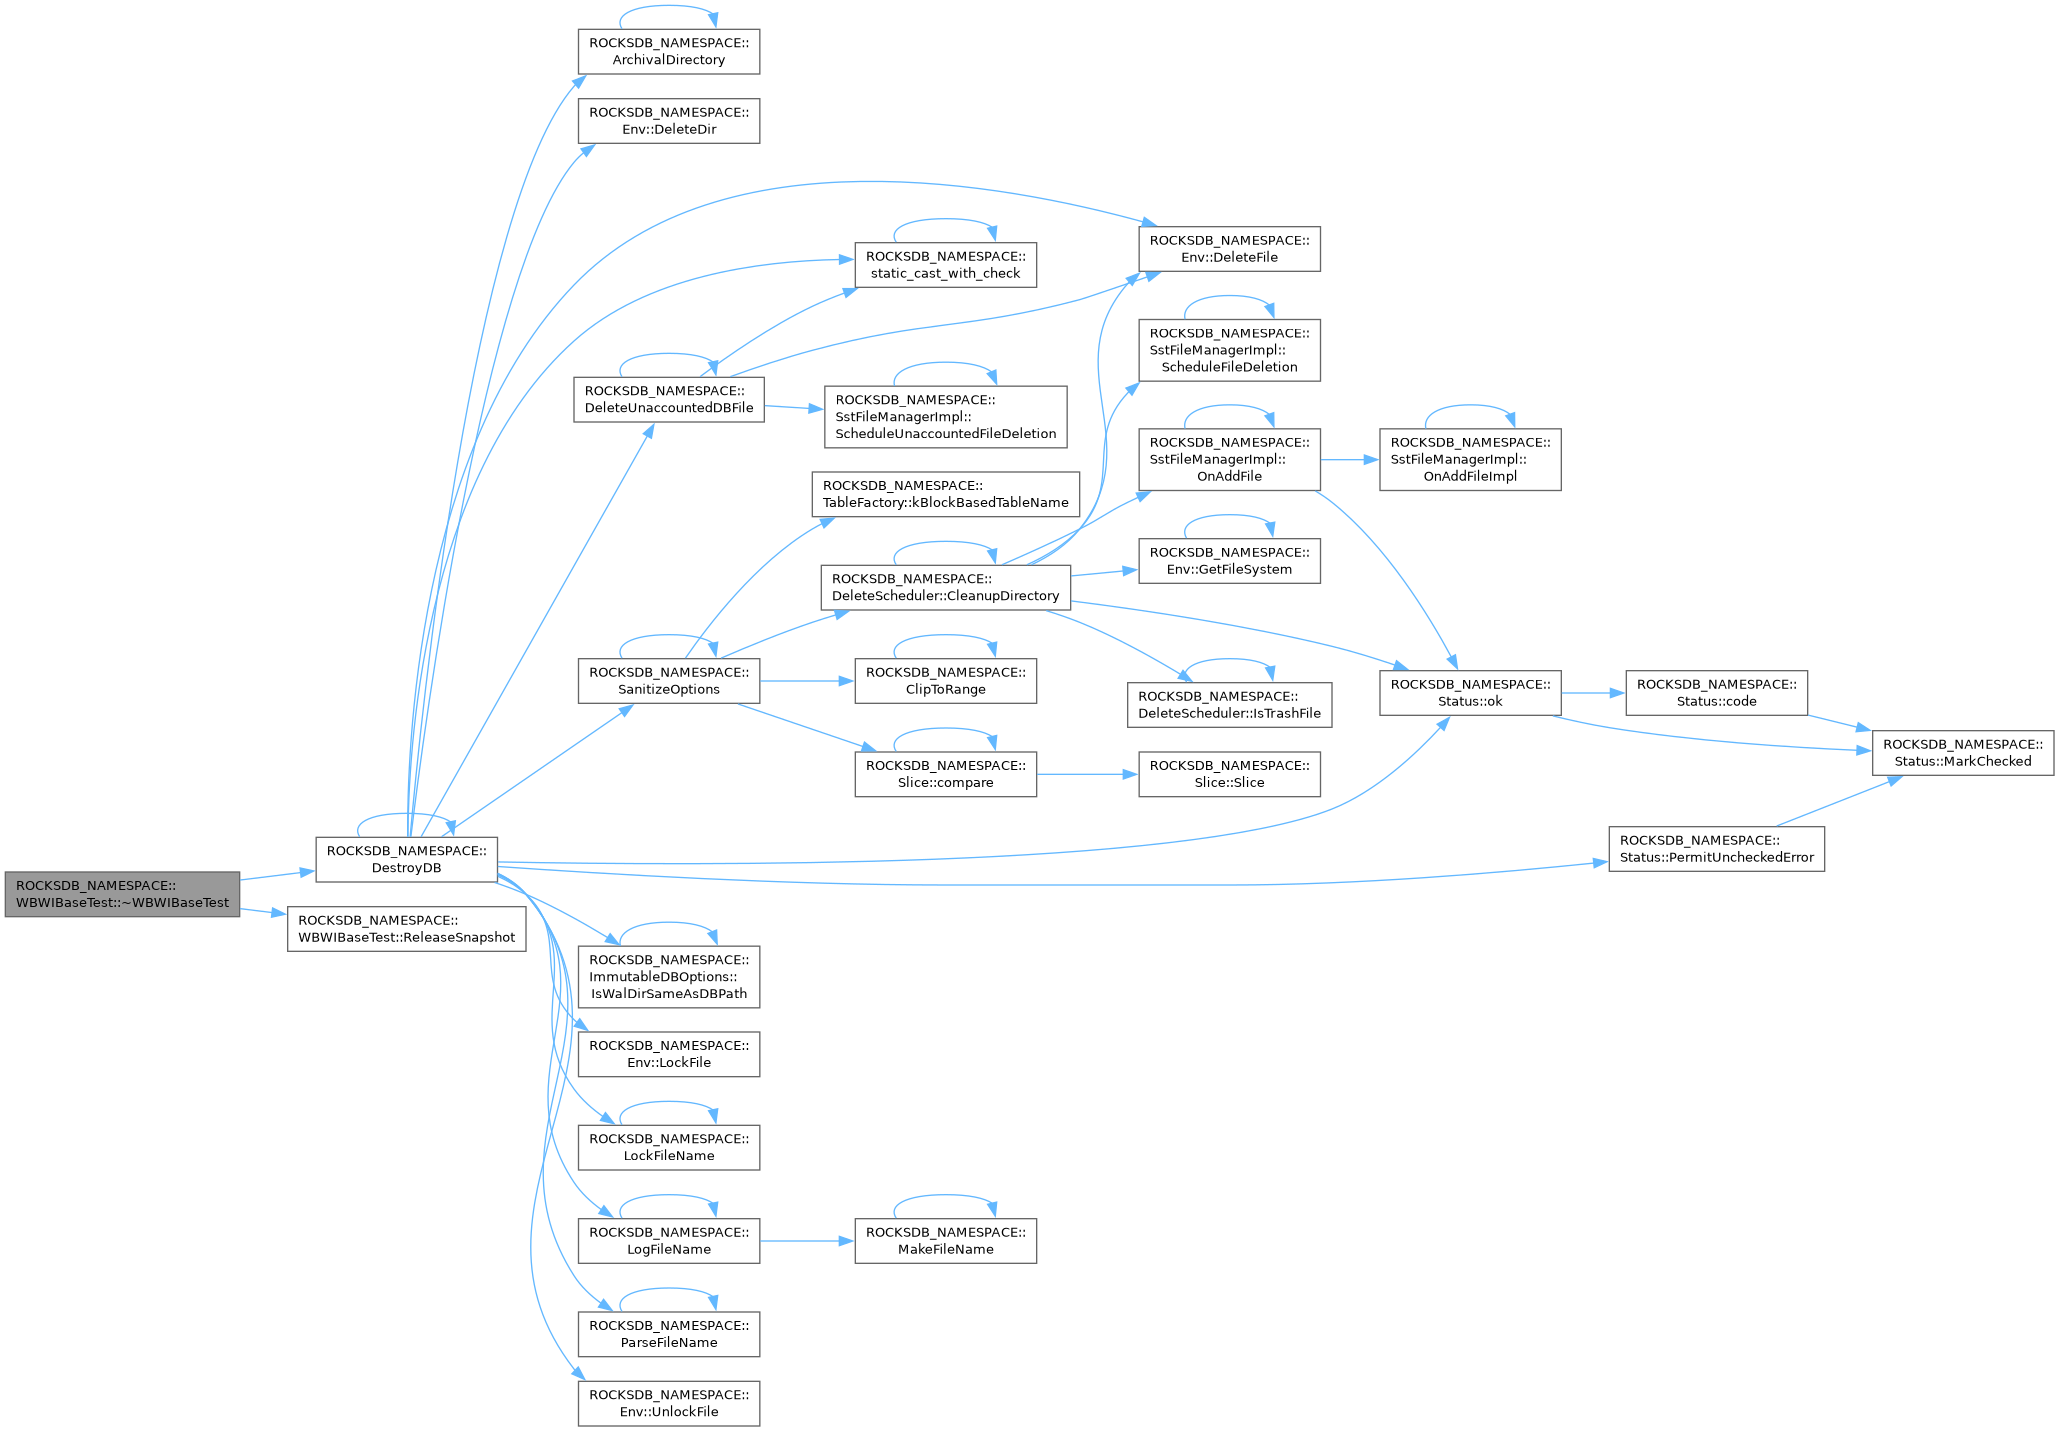 ROCKSDB_NAMESPACE::
ArchivalDirectory
ROCKSDB_NAMESPACE::
Env::DeleteDir
ROCKSDB_NAMESPACE::
Env::DeleteFile
ROCKSDB_NAMESPACE::
static_cast_with_check
ROCKSDB_NAMESPACE::
SstFileManagerImpl::
ScheduleFileDeletion
ROCKSDB_NAMESPACE::
DeleteUnaccountedDBFile
ROCKSDB_NAMESPACE::
SstFileManagerImpl::
ScheduleUnaccountedFileDeletion
ROCKSDB_NAMESPACE::
SstFileManagerImpl::
OnAddFile
ROCKSDB_NAMESPACE::
SstFileManagerImpl::
OnAddFileImpl
ROCKSDB_NAMESPACE::
TableFactory::kBlockBasedTableName
ROCKSDB_NAMESPACE::
Env::GetFileSystem
ROCKSDB_NAMESPACE::
DeleteScheduler::CleanupDirectory
ROCKSDB_NAMESPACE::
SanitizeOptions
ROCKSDB_NAMESPACE::
ClipToRange
ROCKSDB_NAMESPACE::
DeleteScheduler::IsTrashFile
ROCKSDB_NAMESPACE::
Status::ok
ROCKSDB_NAMESPACE::
Status::code
ROCKSDB_NAMESPACE::
Status::MarkChecked
ROCKSDB_NAMESPACE::
Slice::compare
ROCKSDB_NAMESPACE::
Slice::Slice
ROCKSDB_NAMESPACE::
Status::PermitUncheckedError
ROCKSDB_NAMESPACE::
DestroyDB
ROCKSDB_NAMESPACE::
WBWIBaseTest::~WBWIBaseTest
ROCKSDB_NAMESPACE::
WBWIBaseTest::ReleaseSnapshot
ROCKSDB_NAMESPACE::
ImmutableDBOptions::
IsWalDirSameAsDBPath
ROCKSDB_NAMESPACE::
Env::LockFile
ROCKSDB_NAMESPACE::
LockFileName
ROCKSDB_NAMESPACE::
LogFileName
ROCKSDB_NAMESPACE::
MakeFileName
ROCKSDB_NAMESPACE::
ParseFileName
ROCKSDB_NAMESPACE::
Env::UnlockFile